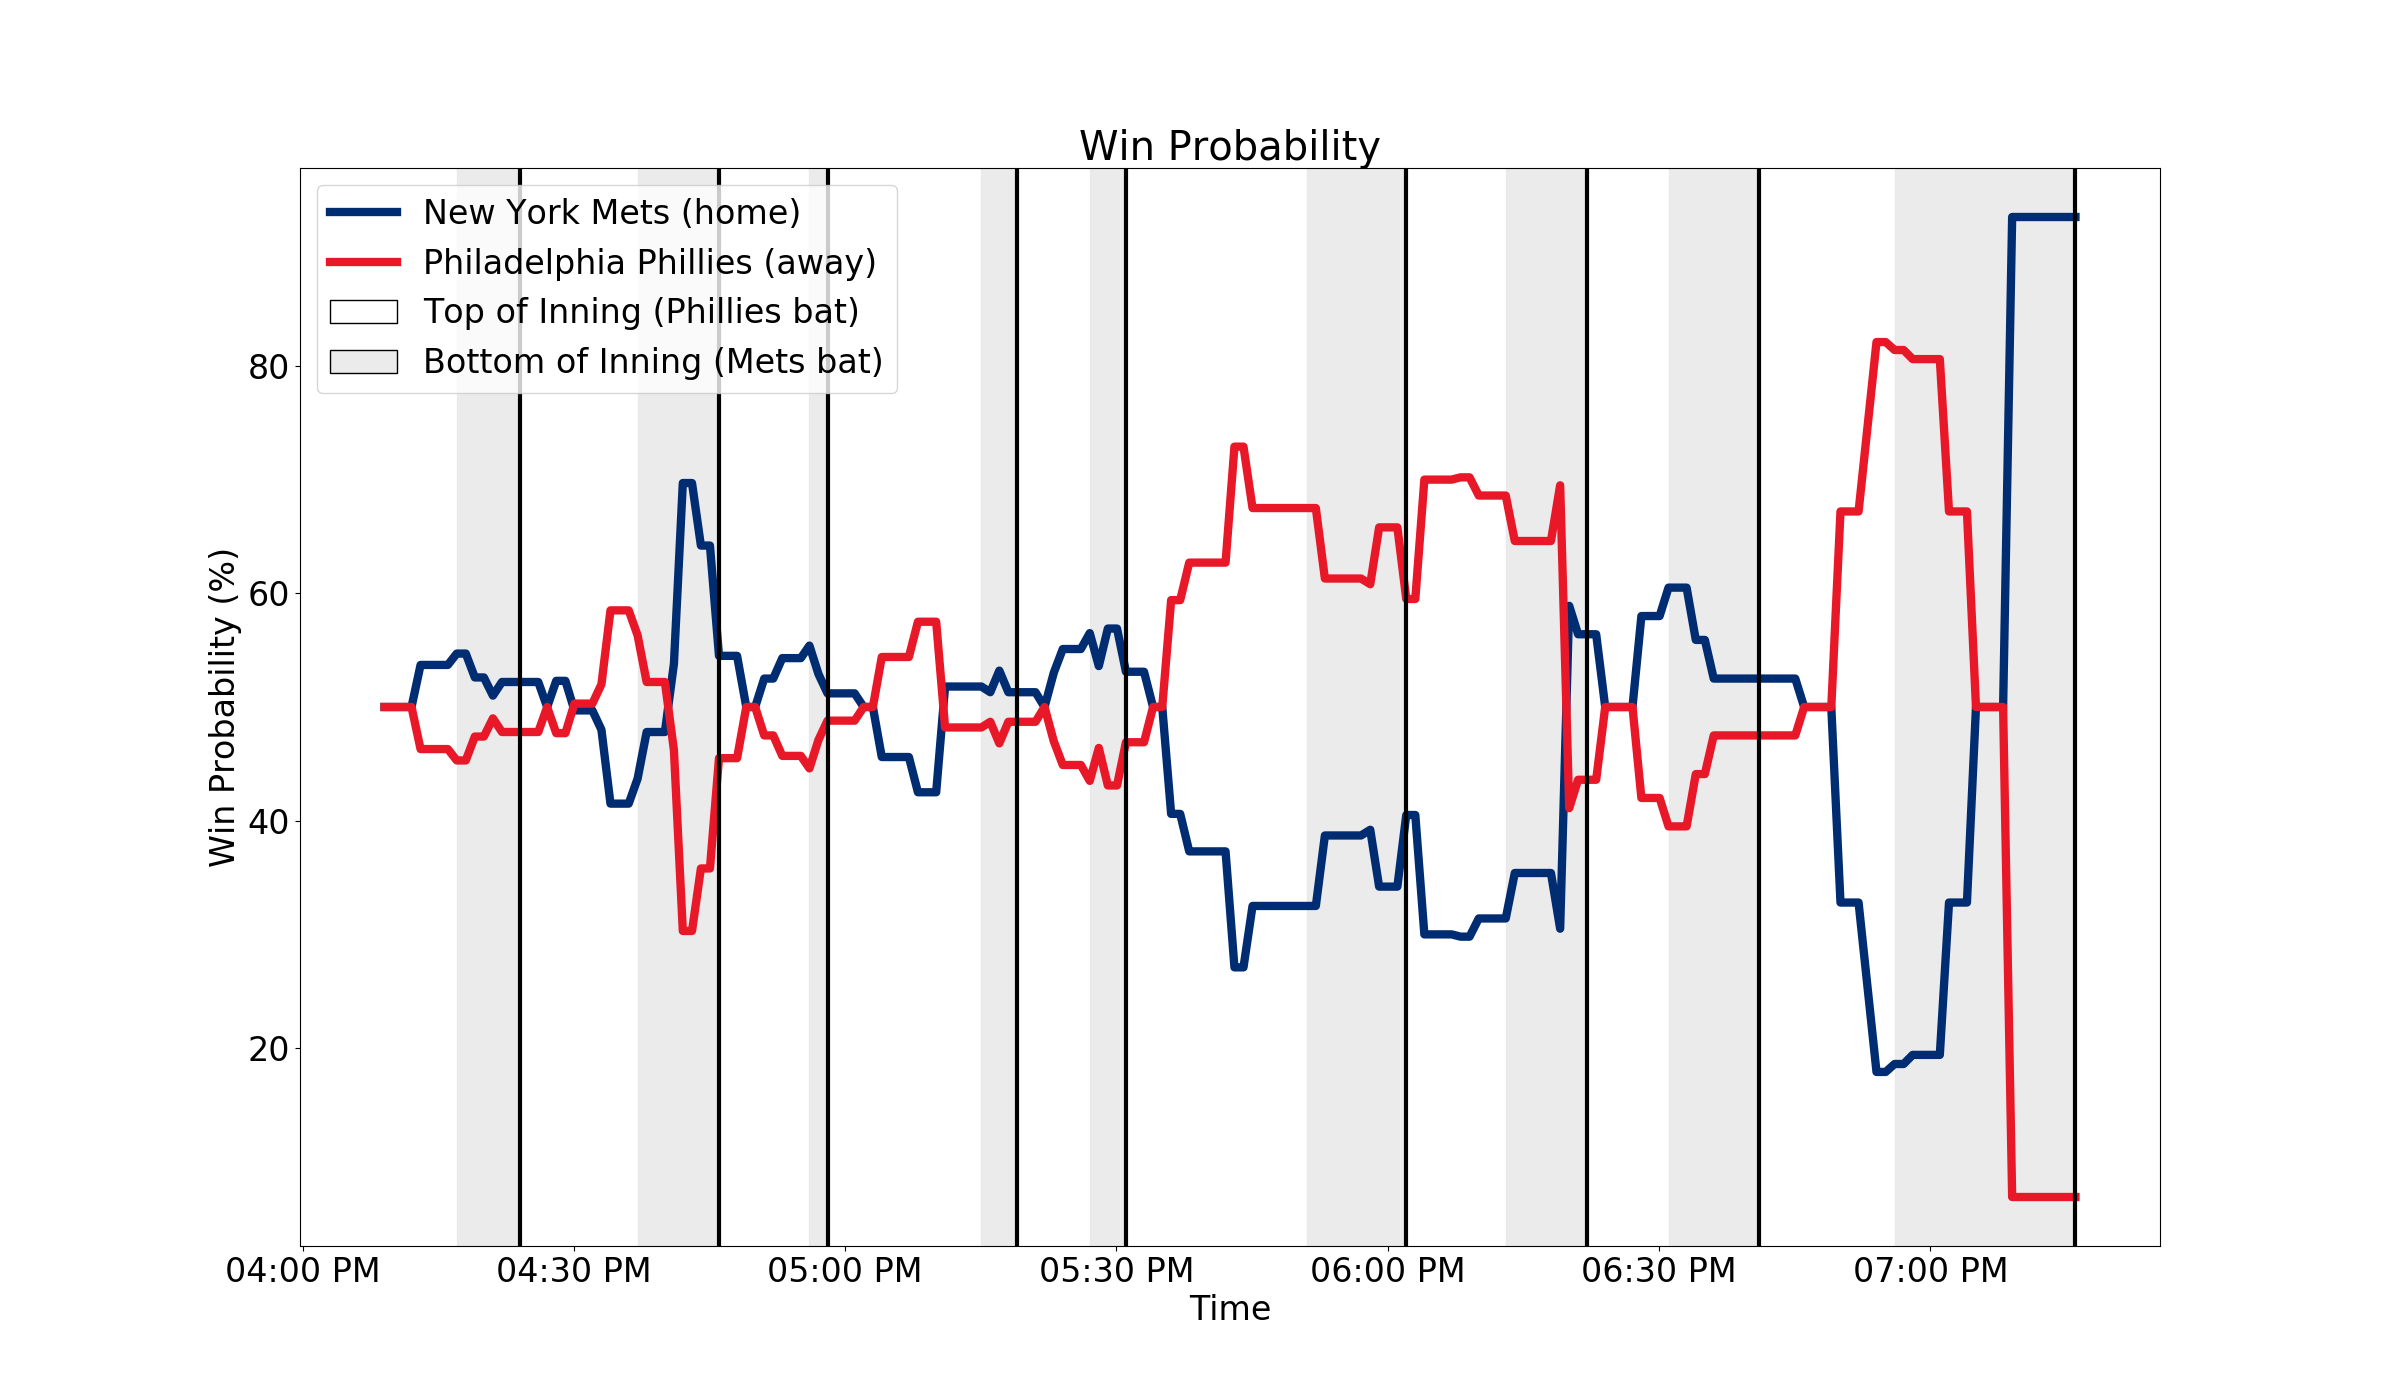 Win Probability
New York Mets (home)
Philadelphia Phillies (away)
Top of Inning (Phillies bat)
Bottom of Inning (Mets bat)
Win Probability (%)
80
60
40
20
04:00 PM 04:30 PM 05:00 PM 05:30 PM 06:00 PM 06:30 PM 07:00 PM
Time